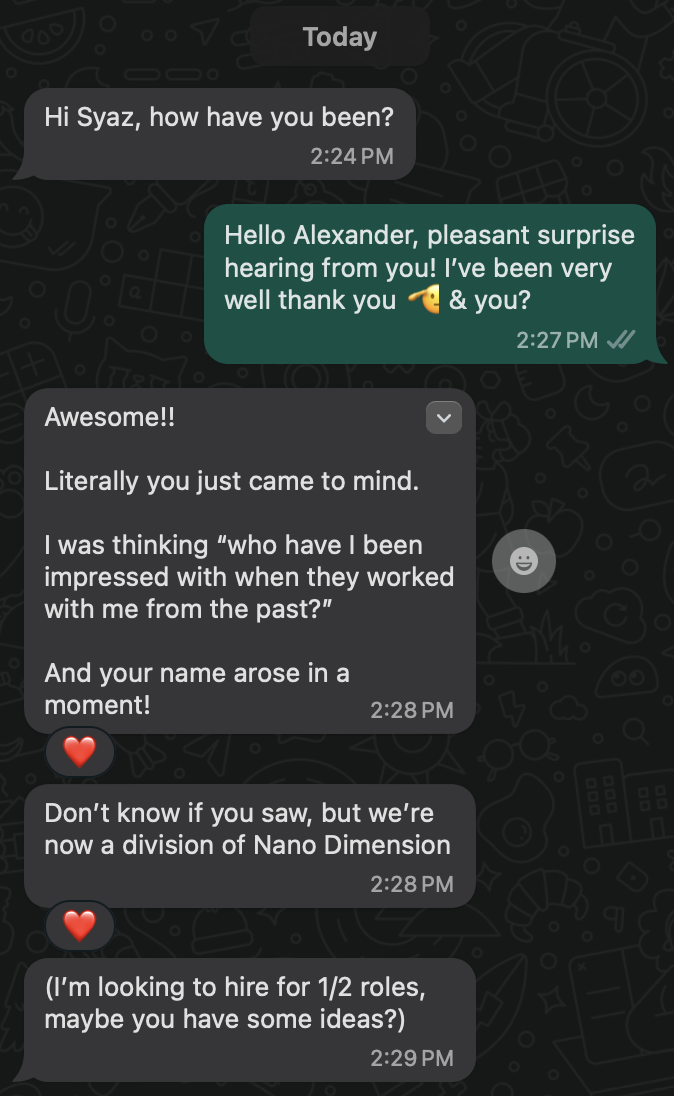 Today
Hi Syaz, how have you been?
2:24 PM
Hello Alexander, pleasant surprise
hearing from you! I’ve been very
well thank you 🫡 & you?
2:27 PM
Awesome!!
Literally you just came to mind.
I was thinking “who have I been
impressed with when they worked
with me from the past?”
And your name arose in a
moment!
2:28 PM
Don’t know if you saw, but we’re
now a division of Nano Dimension
2:28 PM
(I’m looking to hire for 1/2 roles,
maybe you have some ideas?)
2:29 PM